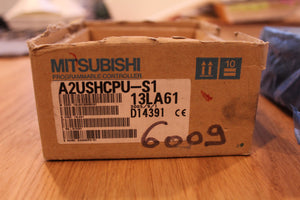 MITSUBISHI
PROGRAMMABLE CONTROLLER
A2USHCPU-S1
13LA61
D14391 CE
6009
10